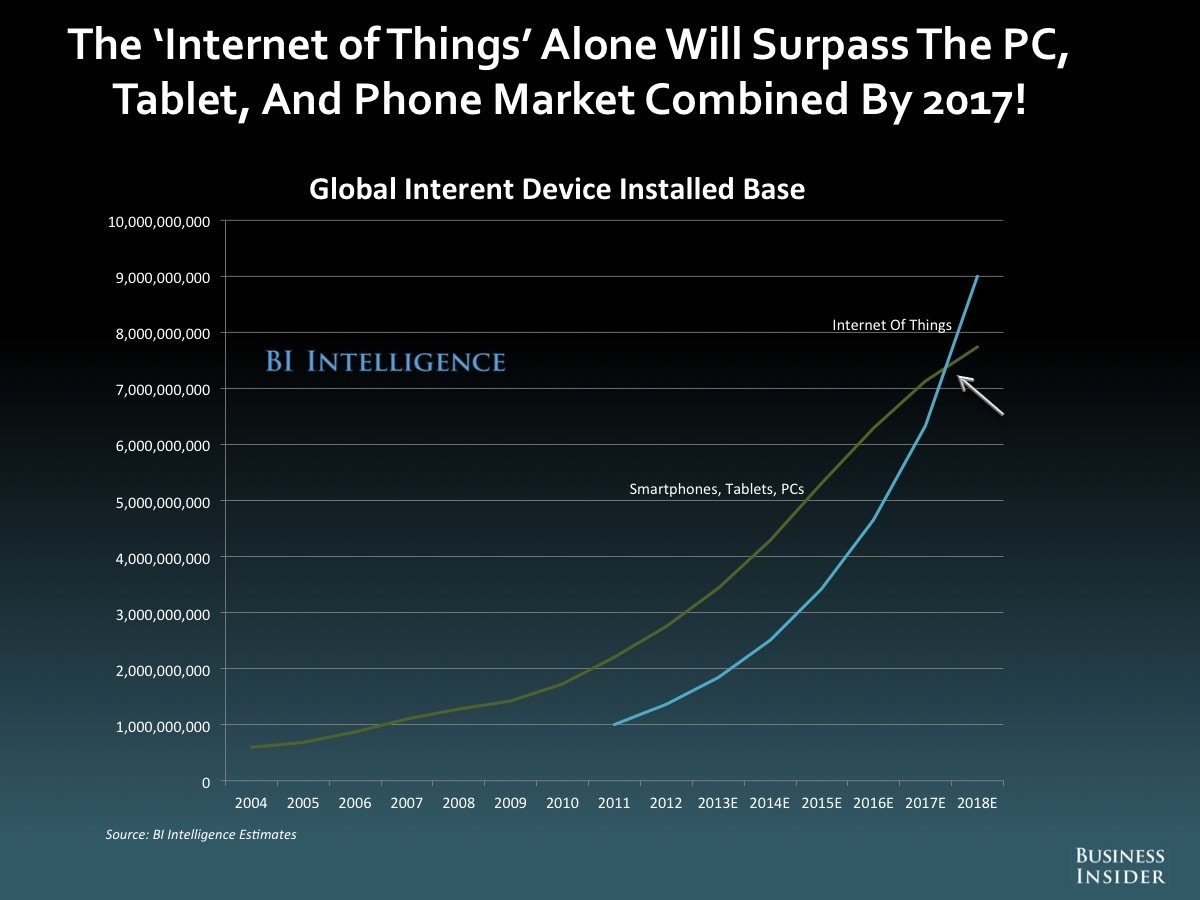 The ‘Internet of Things’ Alone Will Surpass The PC,
Tablet, And Phone Market Combined By 2017!
Global Interent Device Installed Base
10,000,000,000
9,000,000,000
8,000,000,000
7,000,000,000
6,000,000,000
5,000,000,000
4,000,000,000
3,000,000,000
2,000,000,000
1,000,000,000
0
Internet Of Things
BI INTELLIGENCE
Smartphones, Tablets, PCs
2004 2005 2006 2007 2008 2009 2010 2011 2012 2013E 2014E 2015E 2016E 2017E 2018E
Source: BI Intelligence Estimates
BUSINESS
INSIDER